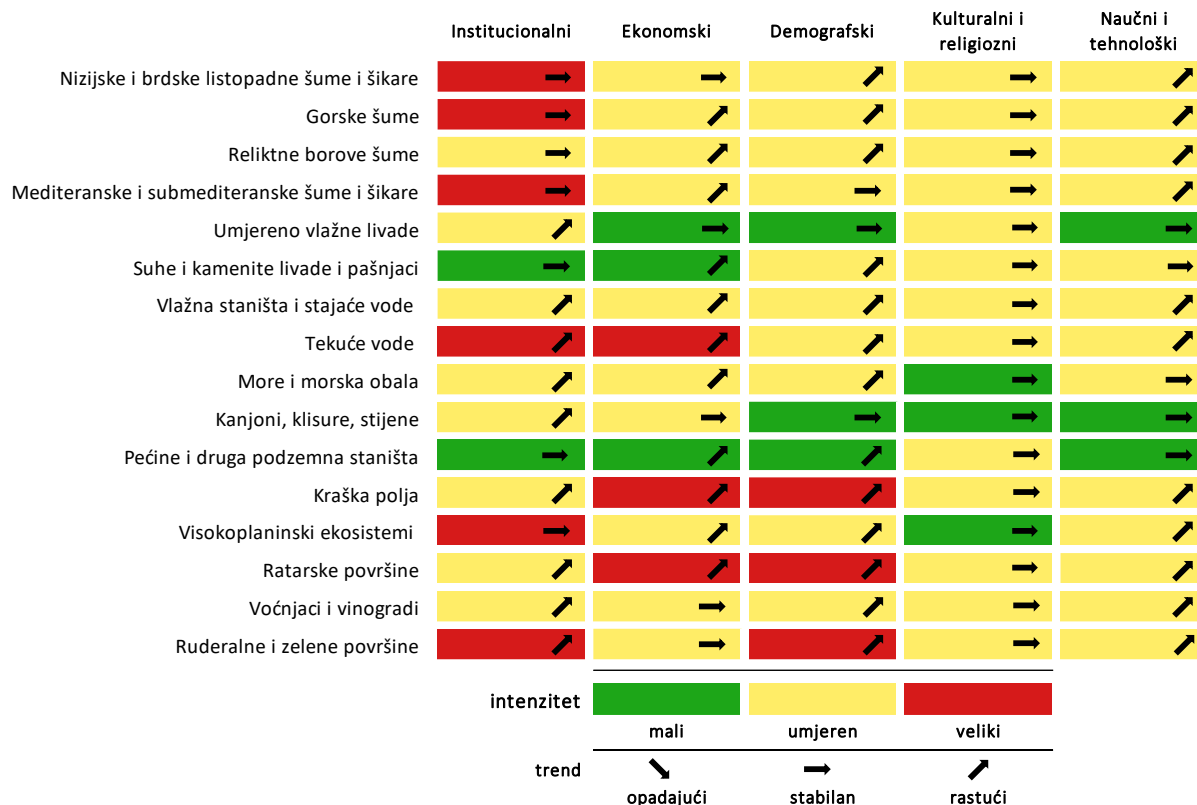 Institucionalni
Ekonomski
Demografski
Kulturalni i
religiozni
Naučni i
tehnološki
Nizijske i brdske listopadne šume i šikare
Gorske šume
Reliktne borove šume
Mediteranske i submediteranske šume i šikare
Umjereno vlažne livade
Suhe i kamenite livade i pašnjaci
Vlažna staništa i stajaće vode
Tekuće vode
More i morska obala
Kanjoni, klisure, stijene
Pećine i druga podzemna staništa
Kraška polja
Visokoplaninski ekosistemi
Ratarske površine
Voćnjaci i vinogradi
Ruderalne i zelene površine
intenzitet
mali
umjeren
veliki
trend
opadajući
stabilan
rastući